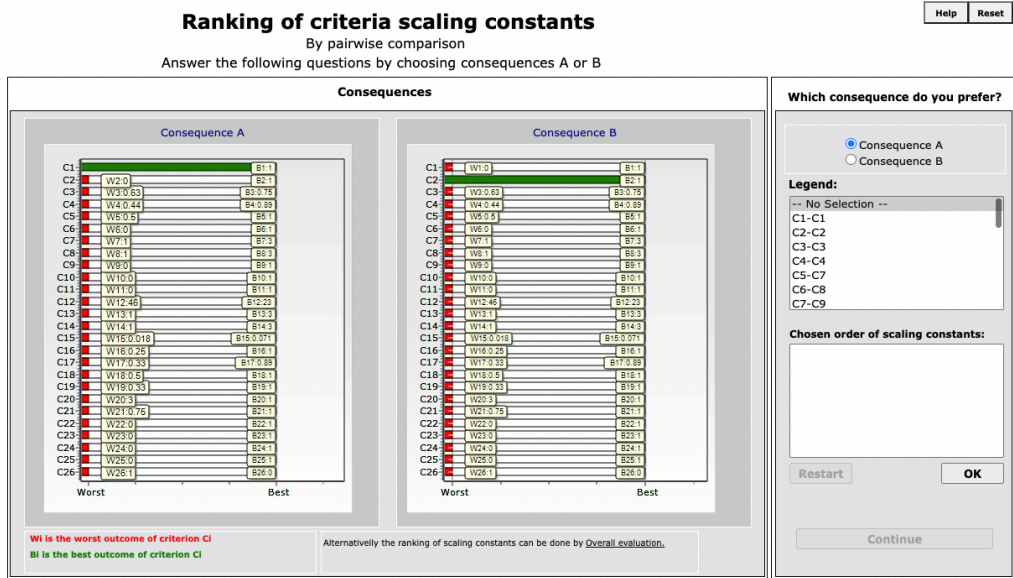 Ranking of criteria scaling constants
Help
Reset
By pairwise comparison
Answer the following questions by choosing consequences A or B
Consequences
Consequence A
C1 B1:1
C2 W2:0 B2:1
C3 W3:0.63 B3:0.75
C4 W4:0.44 B4:0.89
C5 W5:0.5 B5:1
C6 W6:0 B6:1
C7 W7:1 B7:3
C8 W8:1 B8:3
C9 W9:0 B9:1
C10 W10:0 B10:1
C11 W11:0 B11:1
C12 W12:46 B12:23
C13 W13:1 B13:3
C14 W14:1 B14:3
C15 W15:0.018 B15:0.071
C16 W16:0.25 B16:1
C17 W17:0.33 B17:0.89
C18 W18:0.5 B18:1
C19 W19:0.33 B19:1
C20 W20:3 B20:1
C21 W21:0.75 B21:1
C22 W22:0 B22:1
C23 W23:0 B23:1
C24 W24:0 B24:1
C25 W25:0 B25:1
C26 W26:1 B26:0
Worst
Best
Consequence B
C1 W1:0 B1:1
C2 B2:1
C3 W3:0.63 B3:0.75
C4 W4:0.44 B4:0.89
C5 W5:0.5 B5:1
C6 W6:0 B6:1
C7 W7:1 B7:3
C8 W8:1 B8:3
C9 W9:0 B9:1
C10 W10:0 B10:1
C11 W11:0 B11:1
C12 W12:46 B12:23
C13 W13:1 B13:3
C14 W14:1 B14:3
C15 W15:0.018 B15:0.071
C16 W16:0.25 B16:1
C17 W17:0.33 B17:0.89
C18 W18:0.5 B18:1
C19 W19:0.33 B19:1
C20 W20:3 B20:1
C21 W21:0.75 B21:1
C22 W22:0 B22:1
C23 W23:0 B23:1
C24 W24:0 B24:1
C25 W25:0 B25:1
C26 W26:1 B26:0
Worst
Best
Wi is the worst outcome of criterion Ci
Bi is the best outcome of criterion Ci
Alternativelly the ranking of scaling constants can be done by Overall evaluation.
Which consequence do you prefer?
Consequence A
Consequence B
Legend:
-- No Selection --
C1-C1
C2-C2
C3-C3
C4-C4
C5-C7
C6-C8
C7-C9
Chosen order of scaling constants:
Restart
OK
Continue